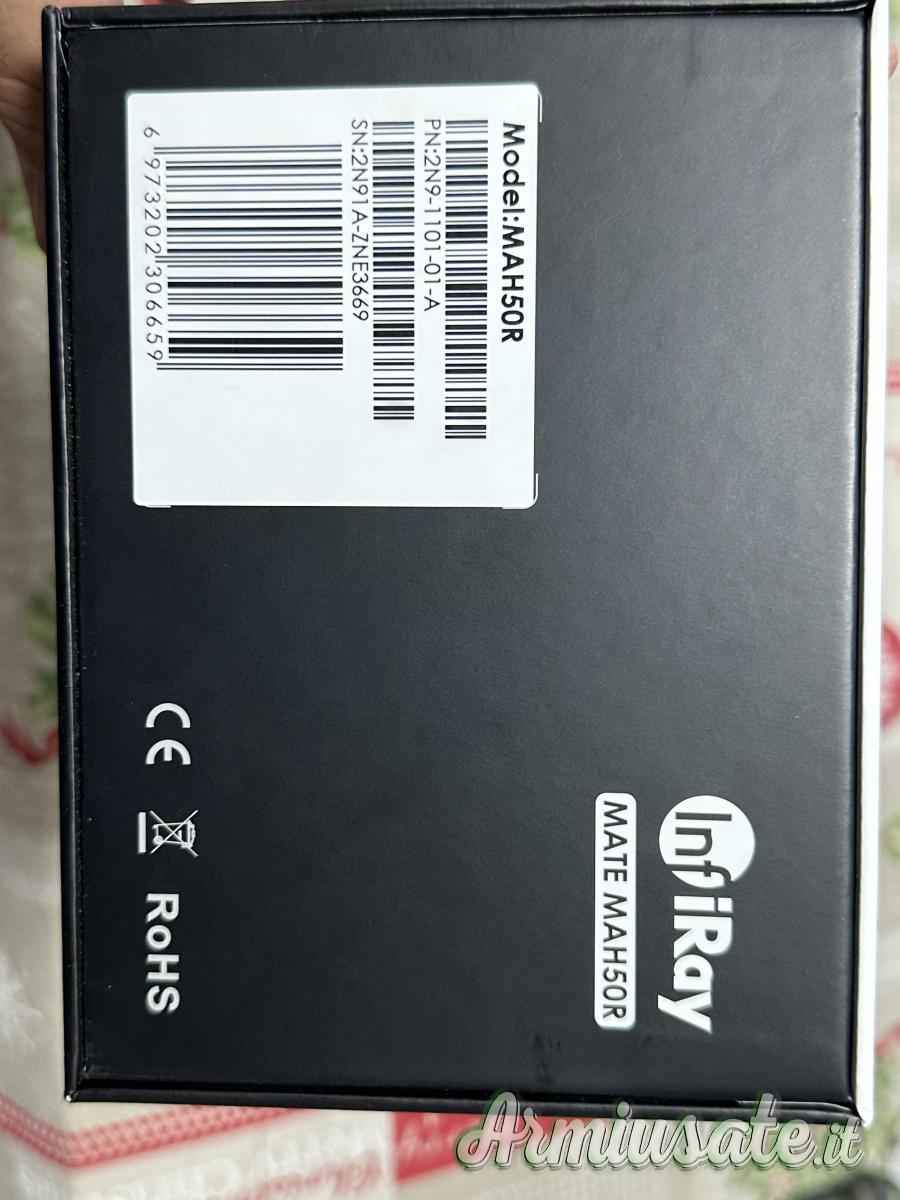 Model:MAH50R
PN:2N9-1101-01-A
SN:2N91A-ZNE3669
6 973202 306659
InfiRay
MATE MAH50R
CE
RoHS
Armiusate.it